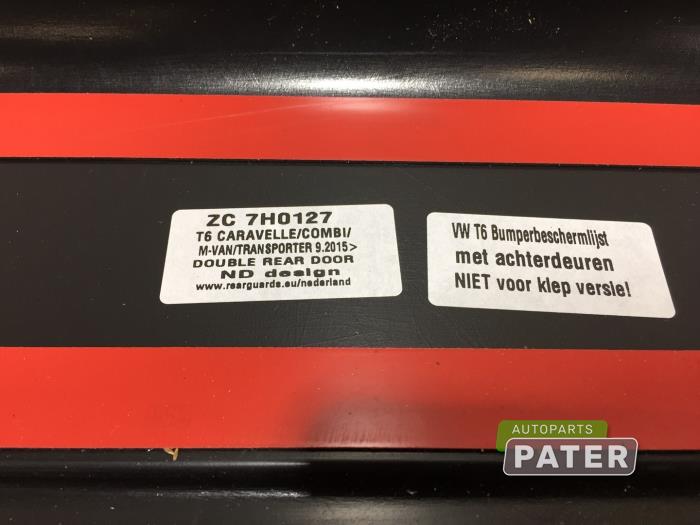 ZC 7H0127
T6 CARAVELLE/COMBI/
M-VAN/TRANSPORTER 9.2015>
DOUBLE REAR DOOR
ND design
www.rearguards.eu/nederland
VW T6 Bumperbeschermlijst
met achterdeuren
NIET voor klep versie!
AUTOPARTS
PATER